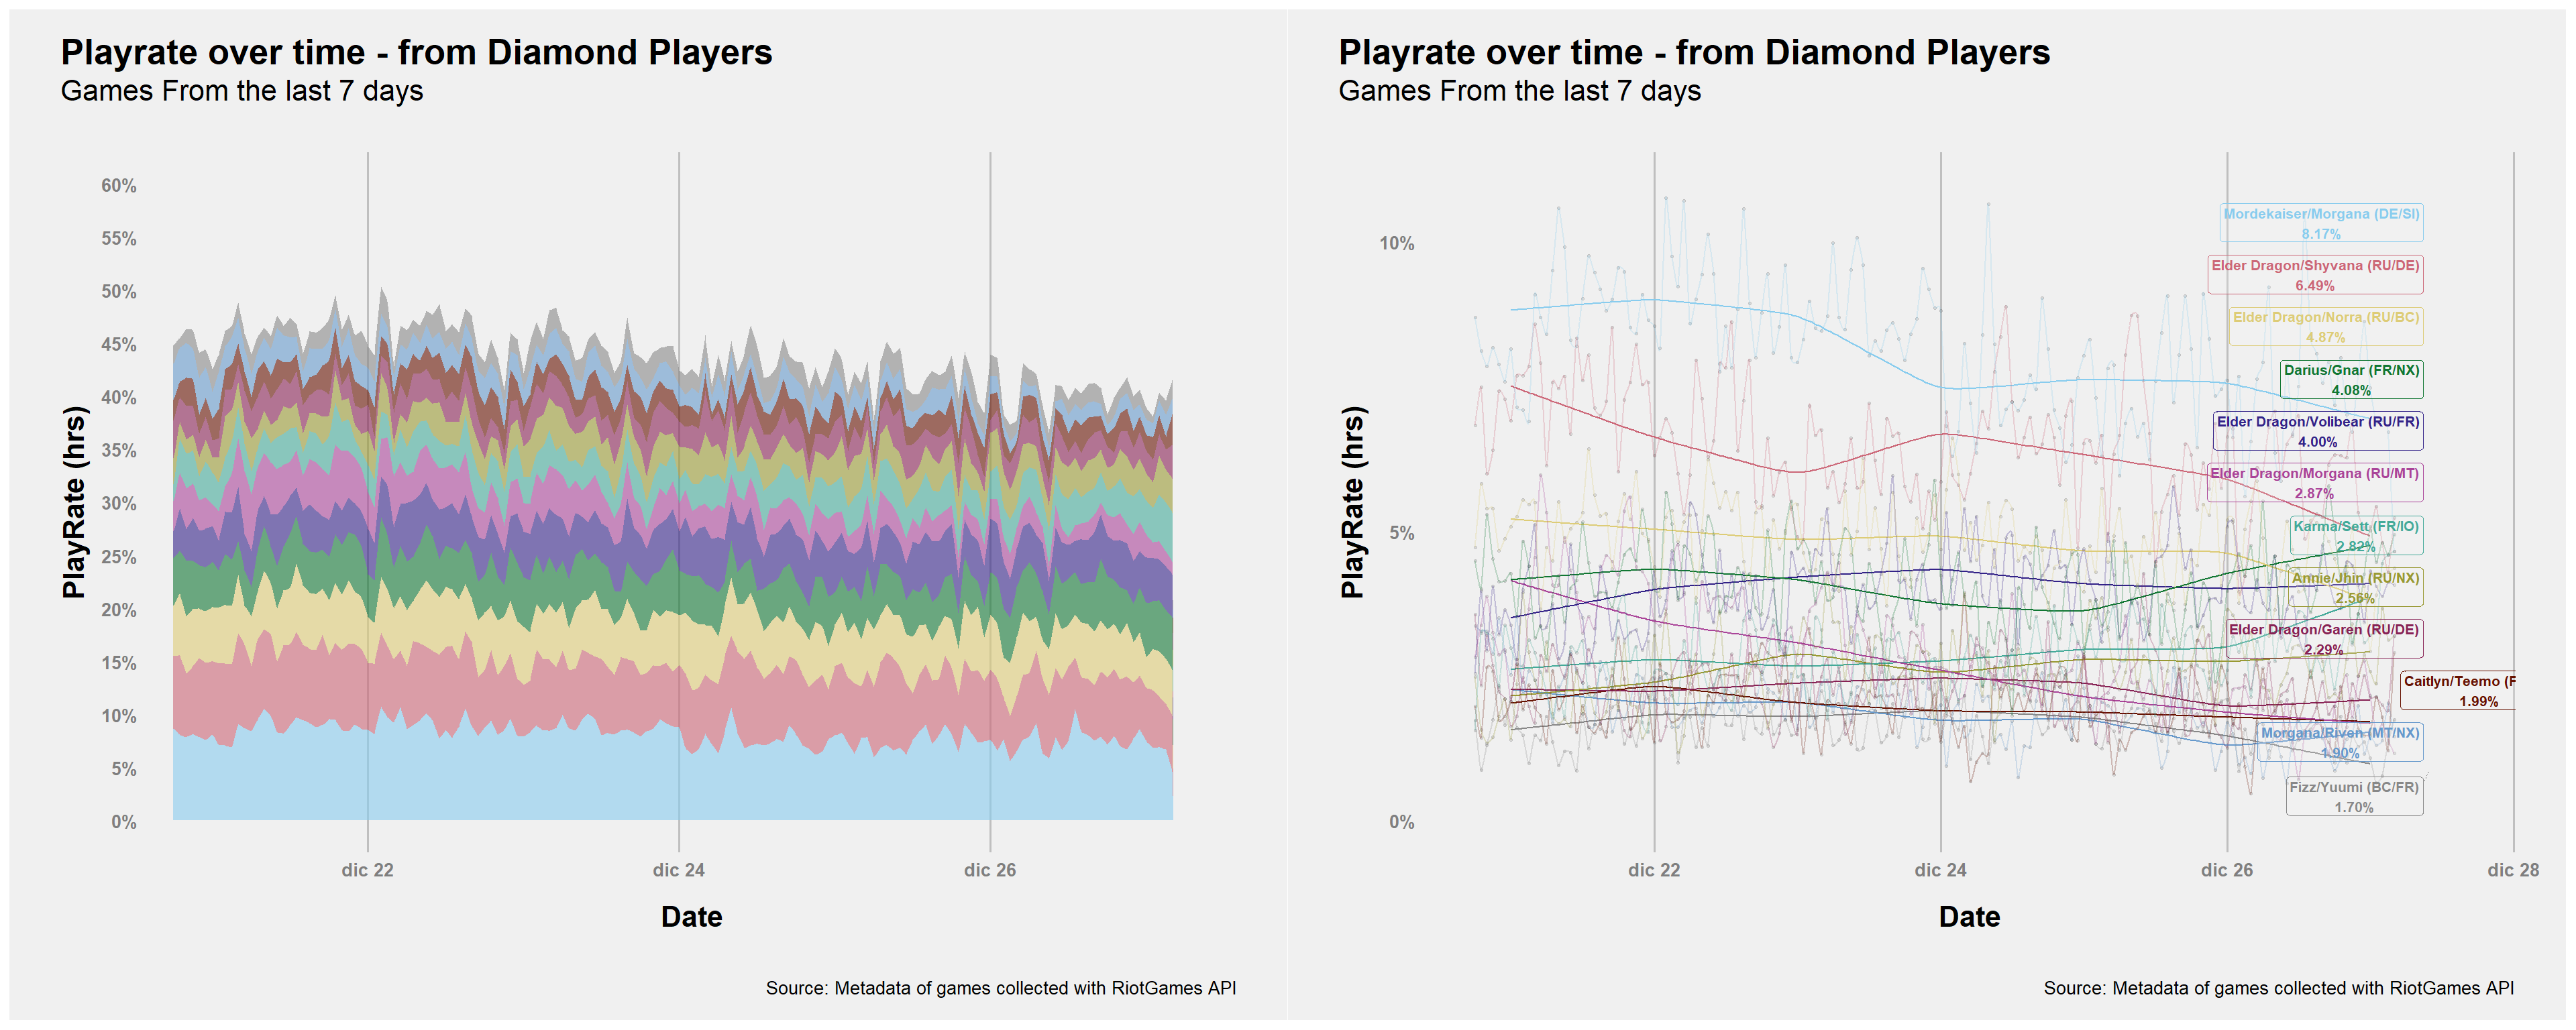 Playrate over time - from Diamond Players
Games From the last 7 days
60%
55%
50%
45%
40%
35%
30%
25%
20%
15%
10%
5%
0%
PlayRate (hrs)
dic 22
dic 24
dic 26
Date
Source: Metadata of games collected with RiotGames API
Playrate over time - from Diamond Players
Games From the last 7 days
10%
5%
0%
PlayRate (hrs)
Mordekaiser/Morgana (DE/SI)
8.17%
Elder Dragon/Shyvana (RU/DE)
6.49%
Elder Dragon/Norra (RU/BC)
4.87%
Darius/Gnar (FR/NX)
4.08%
Elder Dragon/Volibear (RU/FR)
4.00%
Elder Dragon/Morgana (RU/MT)
2.87%
Karma/Sett (FR/IO)
2.82%
Annie/Jhin (RU/NX)
2.56%
Elder Dragon/Garen (RU/DE)
2.29%
Caitlyn/Teemo (F
1.99%
Morgana/Riven (MT/NX)
1.90%
Fizz/Yuumi (BC/FR)
1.70%
dic 22
dic 24
dic 26
dic 28
Date
Source: Metadata of games collected with RiotGames API